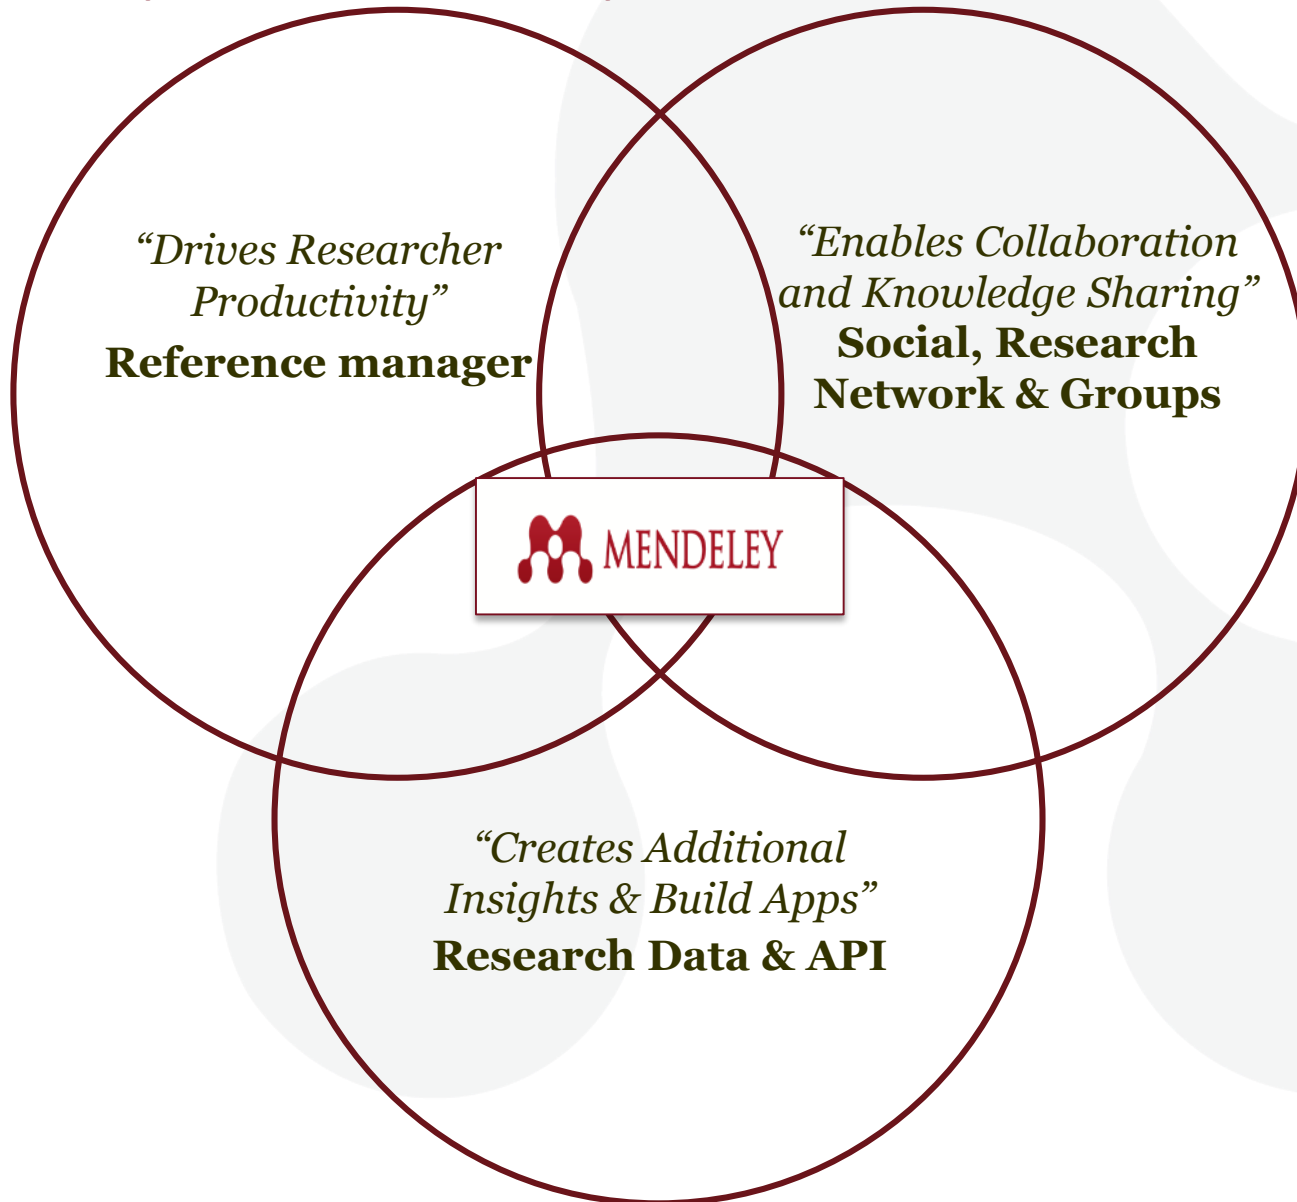 “Drives Researcher
Productivity”
Reference manager
“Enables Collaboration
and Knowledge Sharing”
Social, Research
Network & Groups
MENDELEY
“Creates Additional
Insights & Build Apps”
Research Data & API